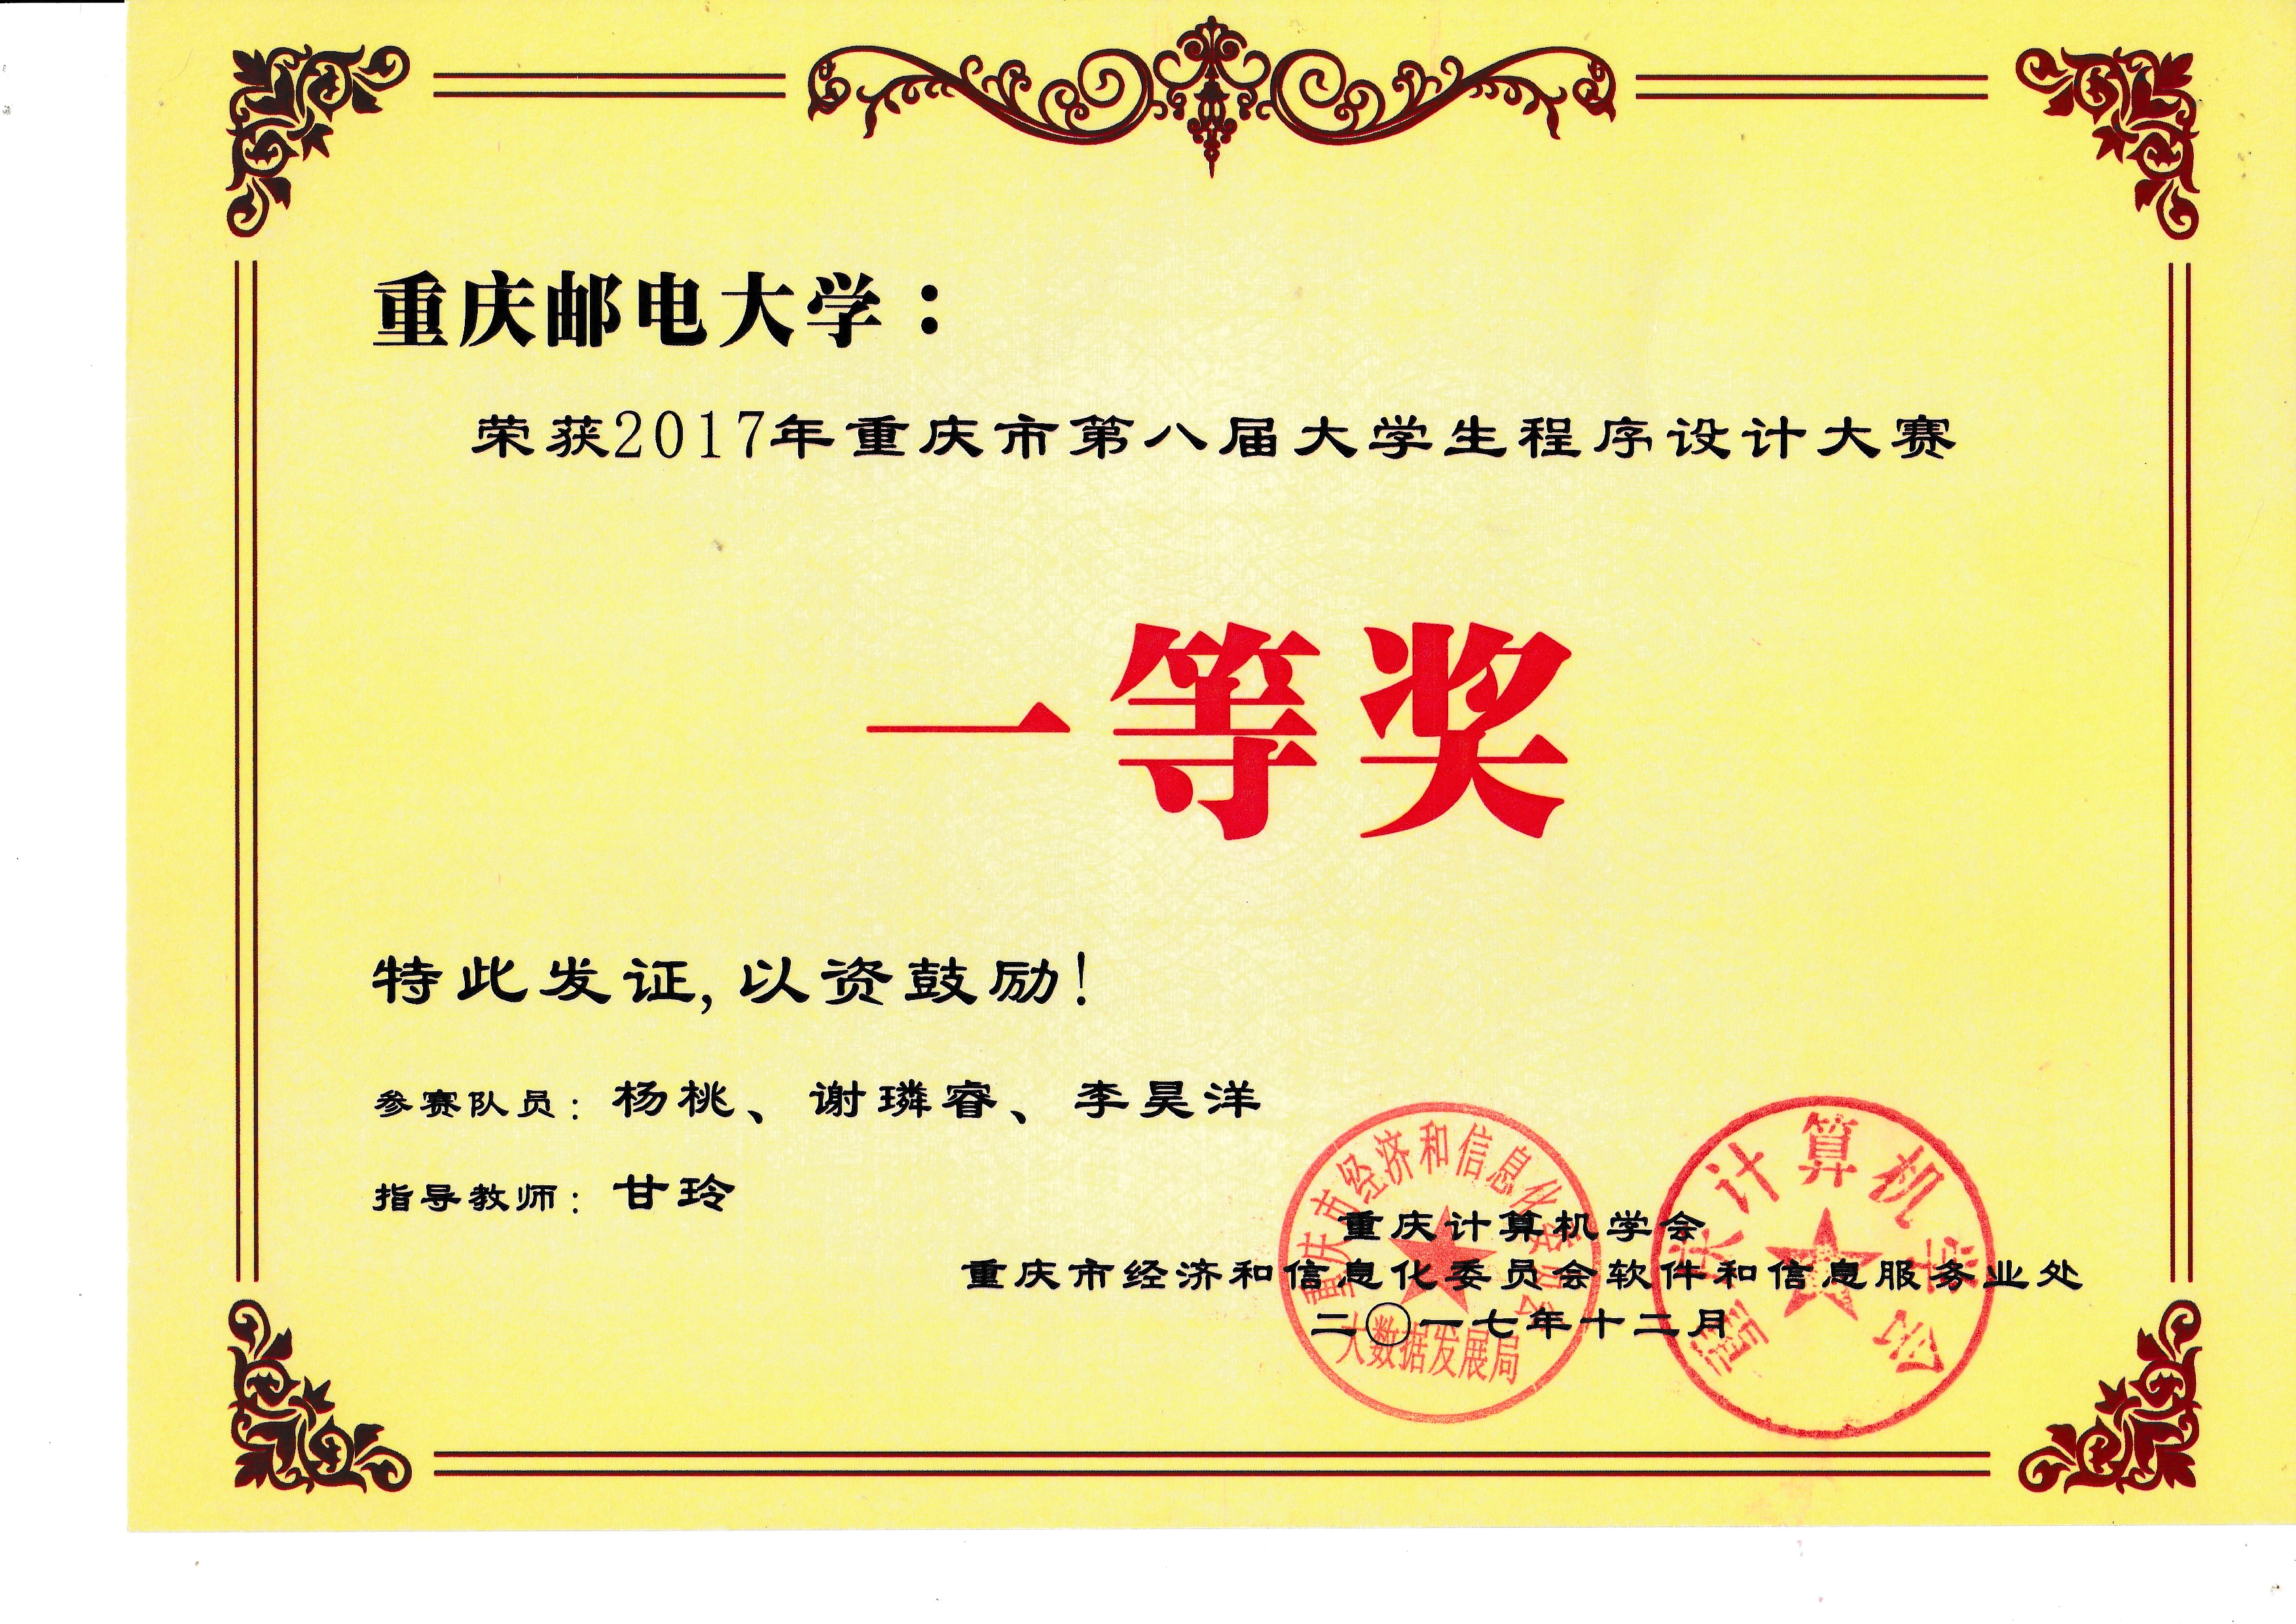 重庆邮电大学：
荣获2017年重庆市第八届大学生程序设计大赛
一等奖
特此发证,以资鼓励!
参赛队员: 杨桃、谢璘睿、李昊洋
指导教师: 甘玲
重庆计算机学会
重庆市经济和信息化委员会软件和信息服务业处
二〇一七年十二月
重庆市经济和信息化委员会
大数据发展局
重庆计算机学会